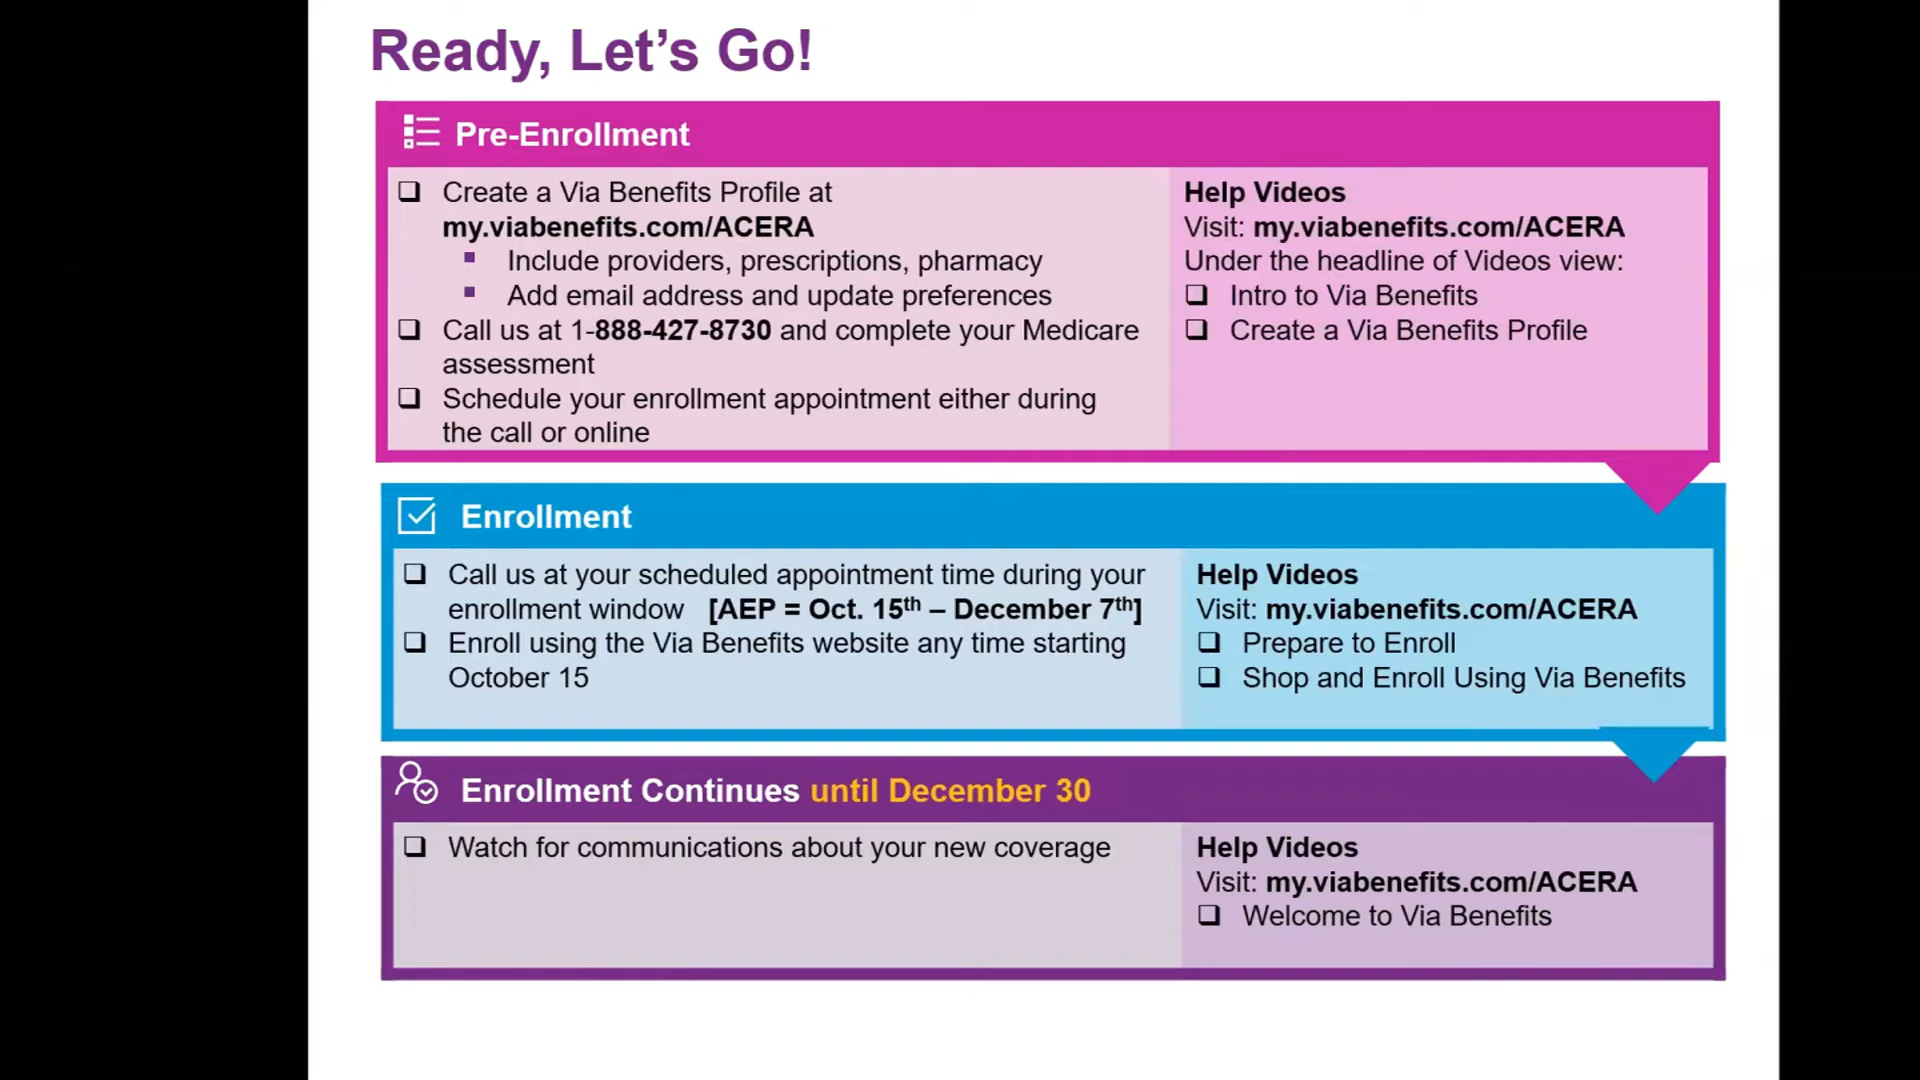 Ready, Let’s Go!
Pre-Enrollment
❑ Create a Via Benefits Profile at
my.viabenefits.com/ACERA
▪ Include providers, prescriptions, pharmacy
▪ Add email address and update preferences
❑ Call us at 1-888-427-8730 and complete your Medicare
assessment
❑ Schedule your enrollment appointment either during
the call or online
Help Videos
Visit: my.viabenefits.com/ACERA
Under the headline of Videos view:
❑ Intro to Via Benefits
❑ Create a Via Benefits Profile
Enrollment
❑ Call us at your scheduled appointment time during your
enrollment window [AEP = Oct. 15th – December 7th]
❑ Enroll using the Via Benefits website any time starting
October 15
Help Videos
Visit: my.viabenefits.com/ACERA
❑ Prepare to Enroll
❑ Shop and Enroll Using Via Benefits
Enrollment Continues until December 30
❑ Watch for communications about your new coverage
Help Videos
Visit: my.viabenefits.com/ACERA
❑ Welcome to Via Benefits